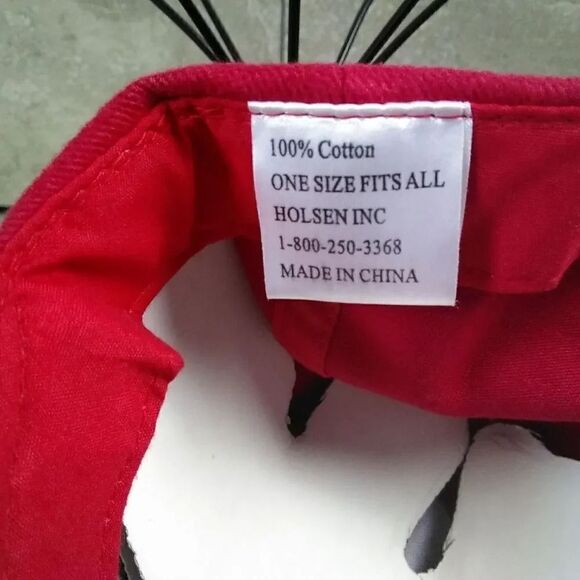 100% Cotton
ONE SIZE FITS ALL
HOLSEN INC
1-800-250-3368
MADE IN CHINA